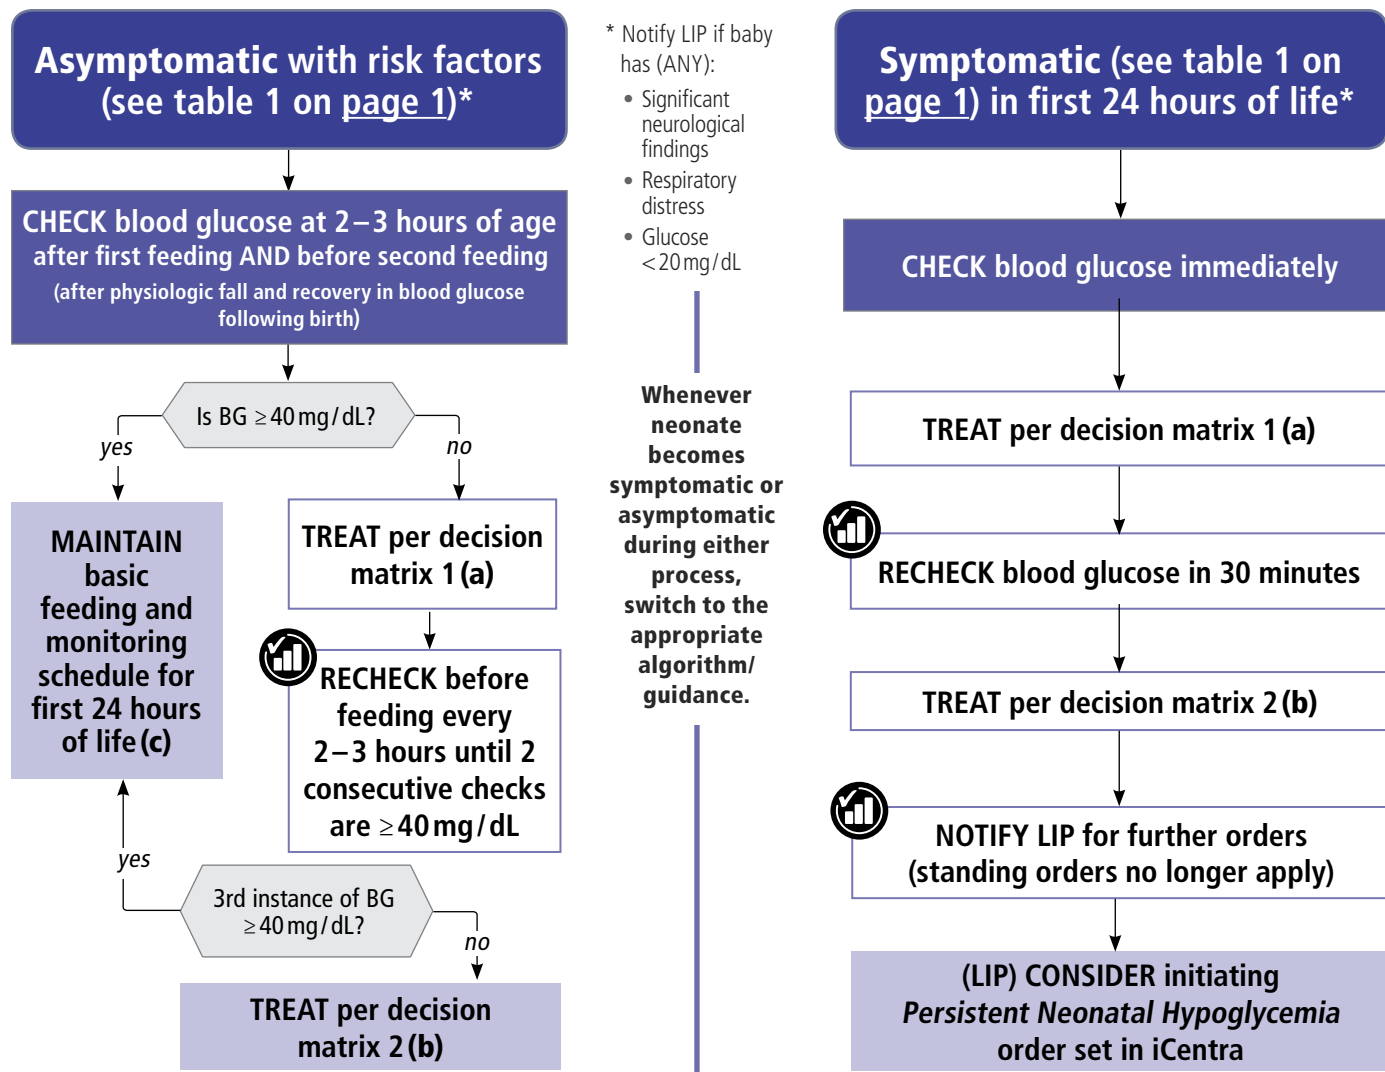 Asymptomatic with risk factors
(see table 1 on page 1)*
CHECK blood glucose at 2–3 hours of age
after first feeding AND before second feeding
(after physiologic fall and recovery in blood glucose
following birth)
Is BG ≥40 mg/dL?
yes
no
MAINTAIN
basic
feeding and
monitoring
schedule for
first 24 hours
of life (c)
TREAT per decision
matrix 1 (a)
RECHECK before
feeding every
2–3 hours until 2
consecutive checks
are ≥40 mg/dL
yes
3rd instance of BG
≥40 mg/dL?
no
TREAT per decision
matrix 2 (b)
* Notify LIP if baby
has (ANY):
• Significant
neurological
findings
• Respiratory
distress
• Glucose
<20 mg/dL
Whenever
neonate
becomes
symptomatic or
asymptomatic
during either
process,
switch to the
appropriate
algorithm/
guidance.
Symptomatic (see table 1 on
page 1) in first 24 hours of life*
CHECK blood glucose immediately
TREAT per decision matrix 1 (a)
RECHECK blood glucose in 30 minutes
TREAT per decision matrix 2 (b)
NOTIFY LIP for further orders
(standing orders no longer apply)
(LIP) CONSIDER initiating
Persistent Neonatal Hypoglycemia
order set in iCentra